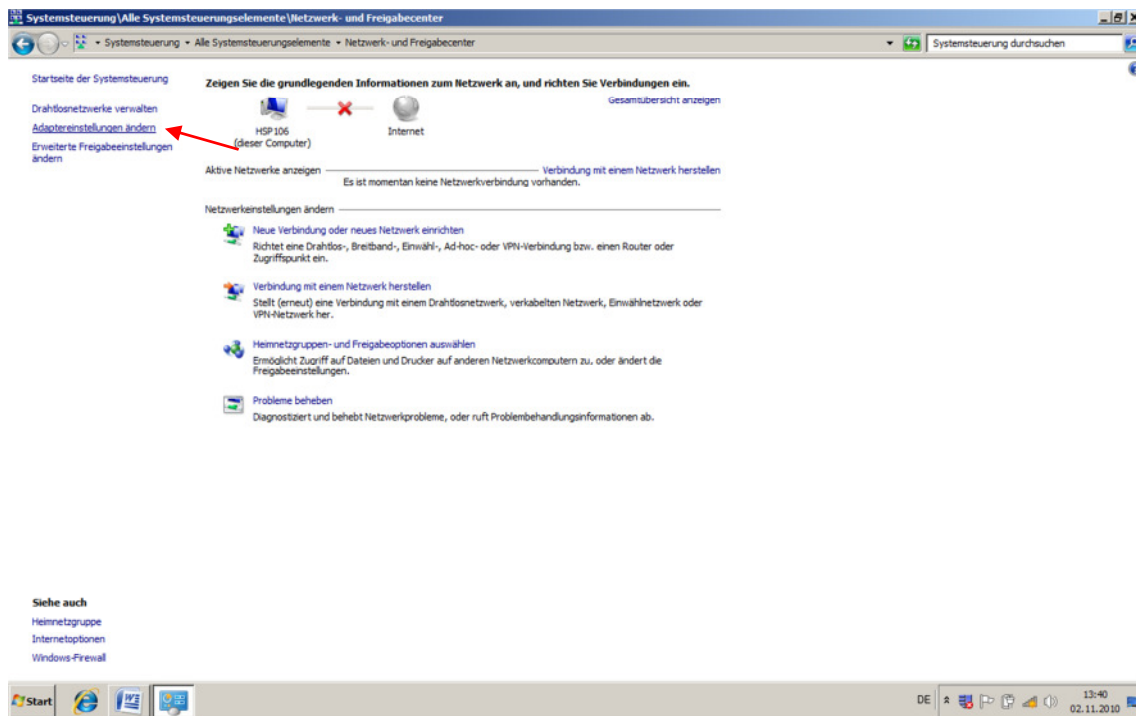 Systemsteuerung\Alle Systemsteuerungselemente\Netzwerk- und Freigabecenter
Systemsteuerung
Alle Systemsteuerungselemente
Netzwerk- und Freigabecenter
Systemsteuerung durchsuchen
Startseite der Systemsteuerung
Drahtlosnetzwerke verwalten
Adaptereinstellungen ändern
Erweiterte Freigabeeinstellungen
ändern
Zeigen Sie die grundlegenden Informationen zum Netzwerk an, und richten Sie Verbindungen ein.
Gesamtübersicht anzeigen
HSP106
(dieser Computer)
Internet
Aktive Netzwerke anzeigen
Verbindung mit einem Netzwerk herstellen
Es ist momentan keine Netzwerkverbindung vorhanden.
Netzwerkeinstellungen ändern
Neue Verbindung oder neues Netzwerk einrichten
Richtet eine Drahtlos-, Breitband-, Einwähl-, Ad-hoc- oder VPN-Verbindung bzw. einen Router oder
Zugriffspunkt ein.
Verbindung mit einem Netzwerk herstellen
Stellt (erneut) eine Verbindung mit einem Drahtlosnetzwerk, verkabelten Netzwerk, Einwählnetzwerk oder
VPN-Netzwerk her.
Heimnetzgruppen- und Freigabeoptionen auswählen
Ermöglicht Zugriff auf Dateien und Drucker auf anderen Netzwerkcomputern zu, oder ändert die
Freigabeeinstellungen.
Probleme beheben
Diagnostiziert und behebt Netzwerkprobleme, oder ruft Problembehandlungsinformationen ab.
Siehe auch
Heimnetzgruppe
Internetoptionen
Windows-Firewall
Start
DE
13:40
02.11.2010